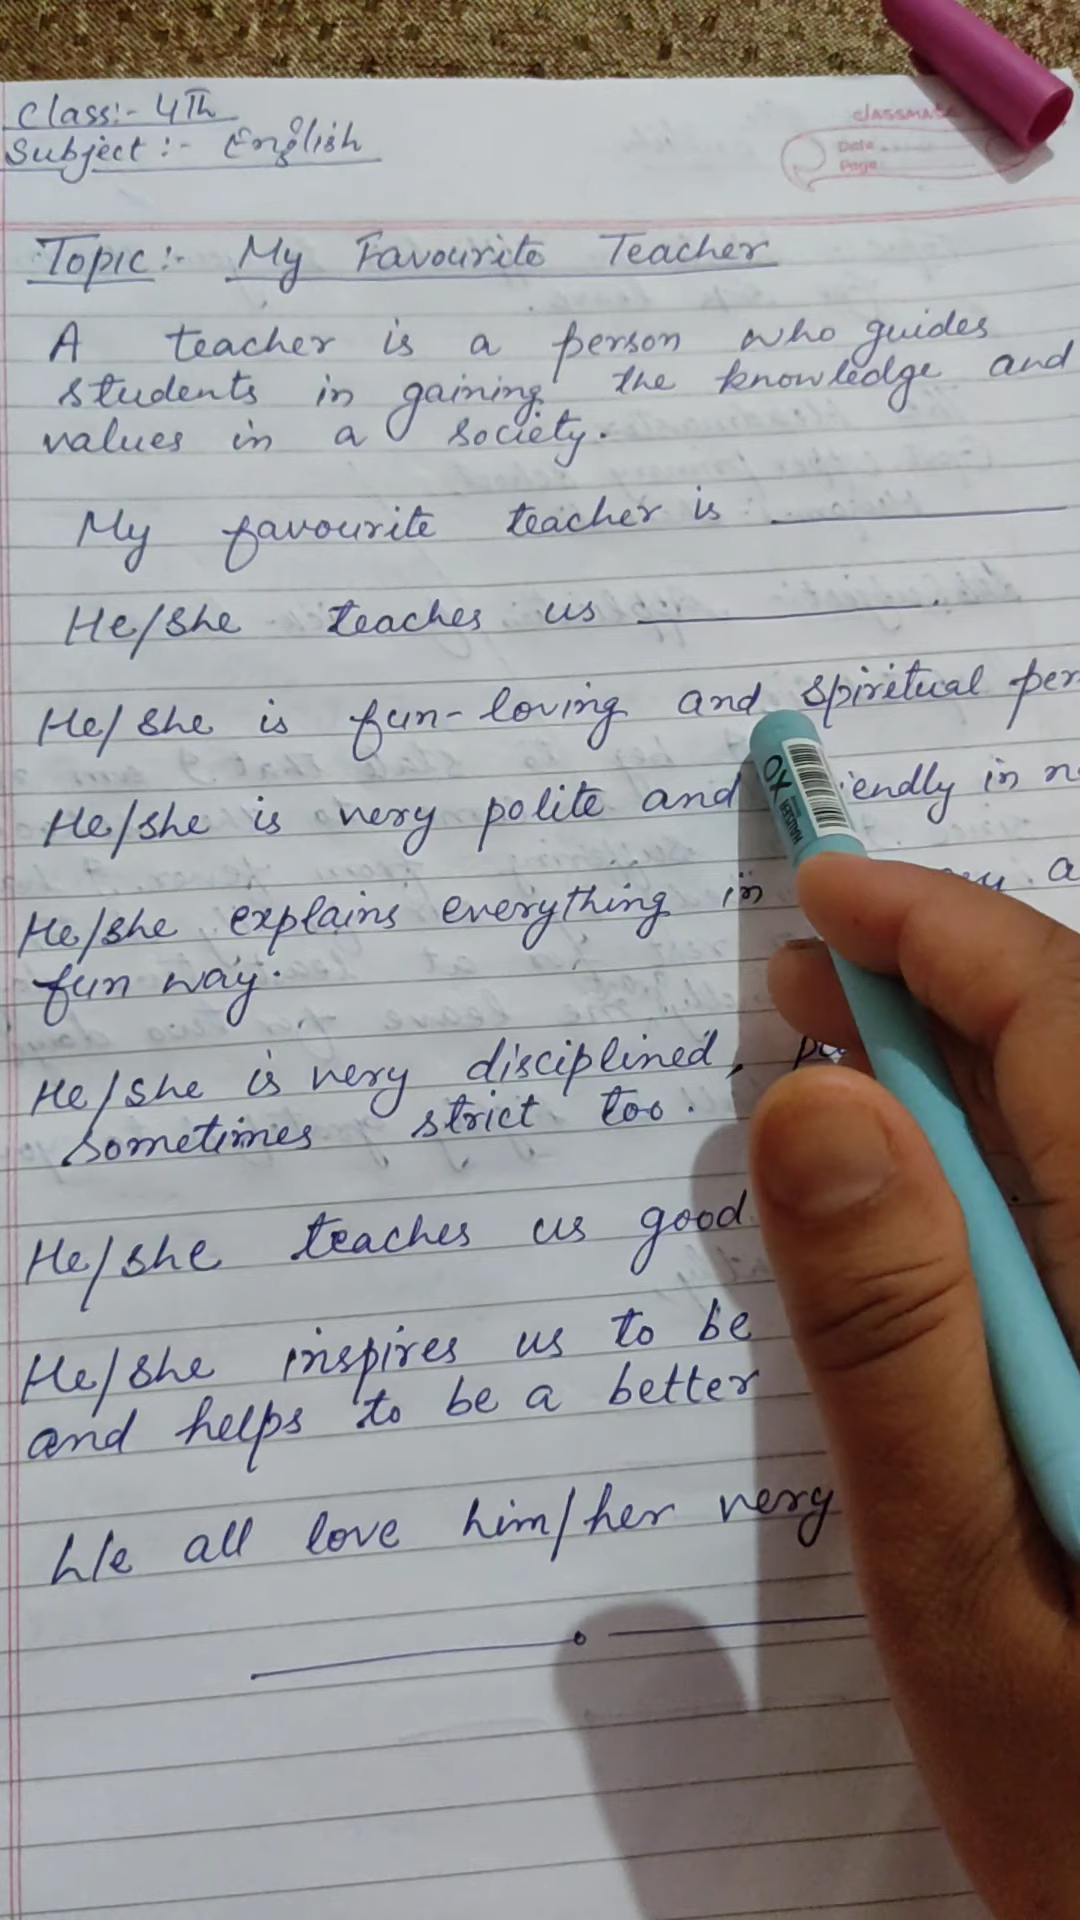 Class:- 4Th
Subject:- English
classmate
Date
Page
Topic:- My Favourite Teacher
A teacher is a person who guides
students in gaining the knowledge and
values in a society.
My favourite teacher is
He/she teaches us .
He/she is fun-loving and spiritual per
He/she is very polite and iendly in n
He/she explains everything in a
fun way.
He/she is very disciplined,
sometimes strict too.
He/she teaches us good
He/she inspires us to be
and helps to be a better
We all love him/her very
HAUSER
XO